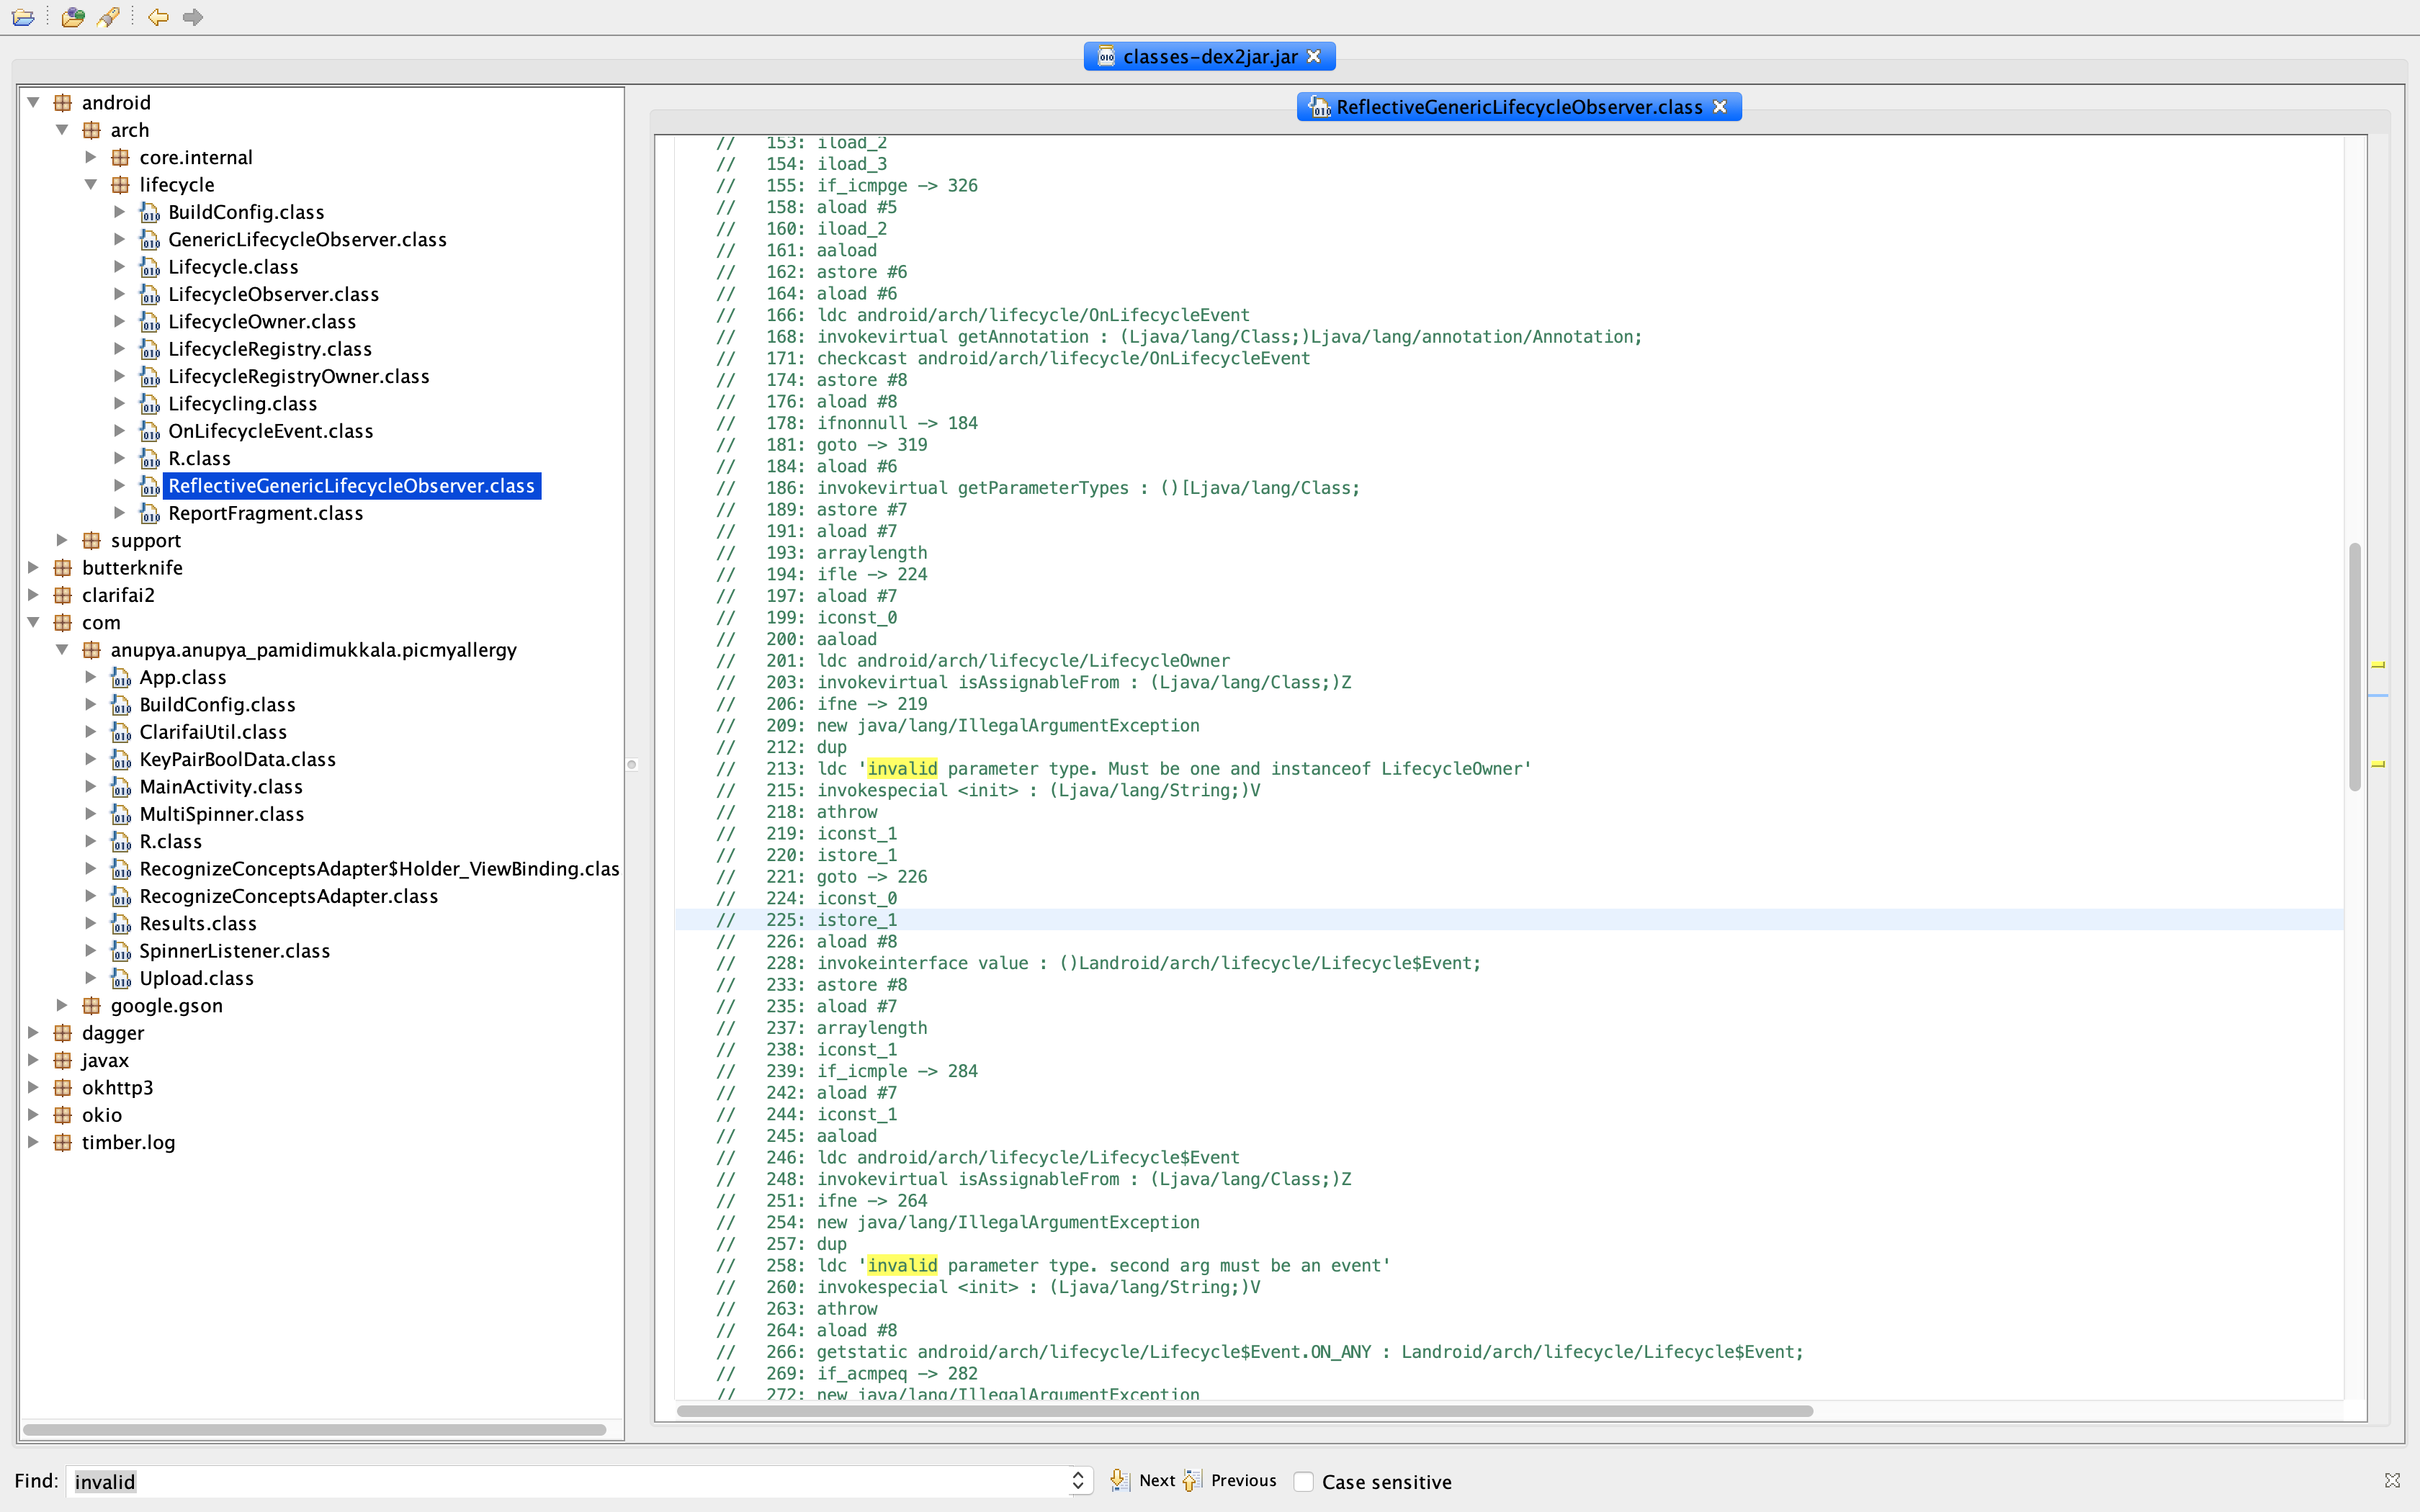 classes-dex2jar.jar
android
arch
core.internal
lifecycle
BuildConfig.class
GenericLifecycleObserver.class
Lifecycle.class
LifecycleObserver.class
LifecycleOwner.class
LifecycleRegistry.class
LifecycleRegistryOwner.class
Lifecycling.class
OnLifecycleEvent.class
R.class
ReflectiveGenericLifecycleObserver.class
ReportFragment.class
support
butterknife
clarifai2
com
anupya.anupya_pamidimukkala.picmyallergy
App.class
BuildConfig.class
ClarifaiUtil.class
KeyPairBoolData.class
MainActivity.class
MultiSpinner.class
R.class
RecognizeConceptsAdapter$Holder_ViewBinding.clas
RecognizeConceptsAdapter.class
Results.class
SpinnerListener.class
Upload.class
google.gson
dagger
javax
okhttp3
okio
timber.log
ReflectiveGenericLifecycleObserver.class
// 153: iload_2
// 154: iload_3
// 155: if_icmpge -> 326
// 158: aload #5
// 160: iload_2
// 161: aaload
// 162: astore #6
// 164: aload #6
// 166: ldc android/arch/lifecycle/OnLifecycleEvent
// 168: invokevirtual getAnnotation : (Ljava/lang/Class;)Ljava/lang/annotation/Annotation;
// 171: checkcast android/arch/lifecycle/OnLifecycleEvent
// 174: astore #8
// 176: aload #8
// 178: ifnonnull -> 184
// 181: goto -> 319
// 184: aload #6
// 186: invokevirtual getParameterTypes : ()[Ljava/lang/Class;
// 189: astore #7
// 191: aload #7
// 193: arraylength
// 194: ifle -> 224
// 197: aload #7
// 199: iconst_0
// 200: aaload
// 201: ldc android/arch/lifecycle/LifecycleOwner
// 203: invokevirtual isAssignableFrom : (Ljava/lang/Class;)Z
// 206: ifne -> 219
// 209: new java/lang/IllegalArgumentException
// 212: dup
// 213: ldc 'invalid parameter type. Must be one and instanceof LifecycleOwner'
// 215: invokespecial <init> : (Ljava/lang/String;)V
// 218: athrow
// 219: iconst_1
// 220: istore_1
// 221: goto -> 226
// 224: iconst_0
// 225: istore_1
// 226: aload #8
// 228: invokeinterface value : ()Landroid/arch/lifecycle/Lifecycle$Event;
// 233: astore #8
// 235: aload #7
// 237: arraylength
// 238: iconst_1
// 239: if_icmple -> 284
// 242: aload #7
// 244: iconst_1
// 245: aaload
// 246: ldc android/arch/lifecycle/Lifecycle$Event
// 248: invokevirtual isAssignableFrom : (Ljava/lang/Class;)Z
// 251: ifne -> 264
// 254: new java/lang/IllegalArgumentException
// 257: dup
// 258: ldc 'invalid parameter type. second arg must be an event'
// 260: invokespecial <init> : (Ljava/lang/String;)V
// 263: athrow
// 264: aload #8
// 266: getstatic android/arch/lifecycle/Lifecycle$Event.ON_ANY : Landroid/arch/lifecycle/Lifecycle$Event;
// 269: if_acmpeq -> 282
// 272: new java/lang/IllegalArgumentException
Find: invalid Next Previous Case sensitive